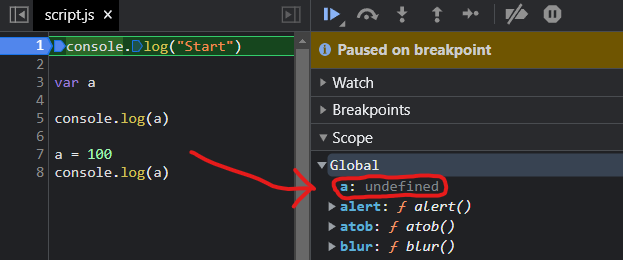 script.js
1 console.log("Start")
2
3 var a
4
5 console.log(a)
6
7 a = 100
8 console.log(a)
Paused on breakpoint
Watch
Breakpoints
Scope
Global
a: undefined
alert: ƒ alert()
atob: ƒ atob()
blur: ƒ blur()